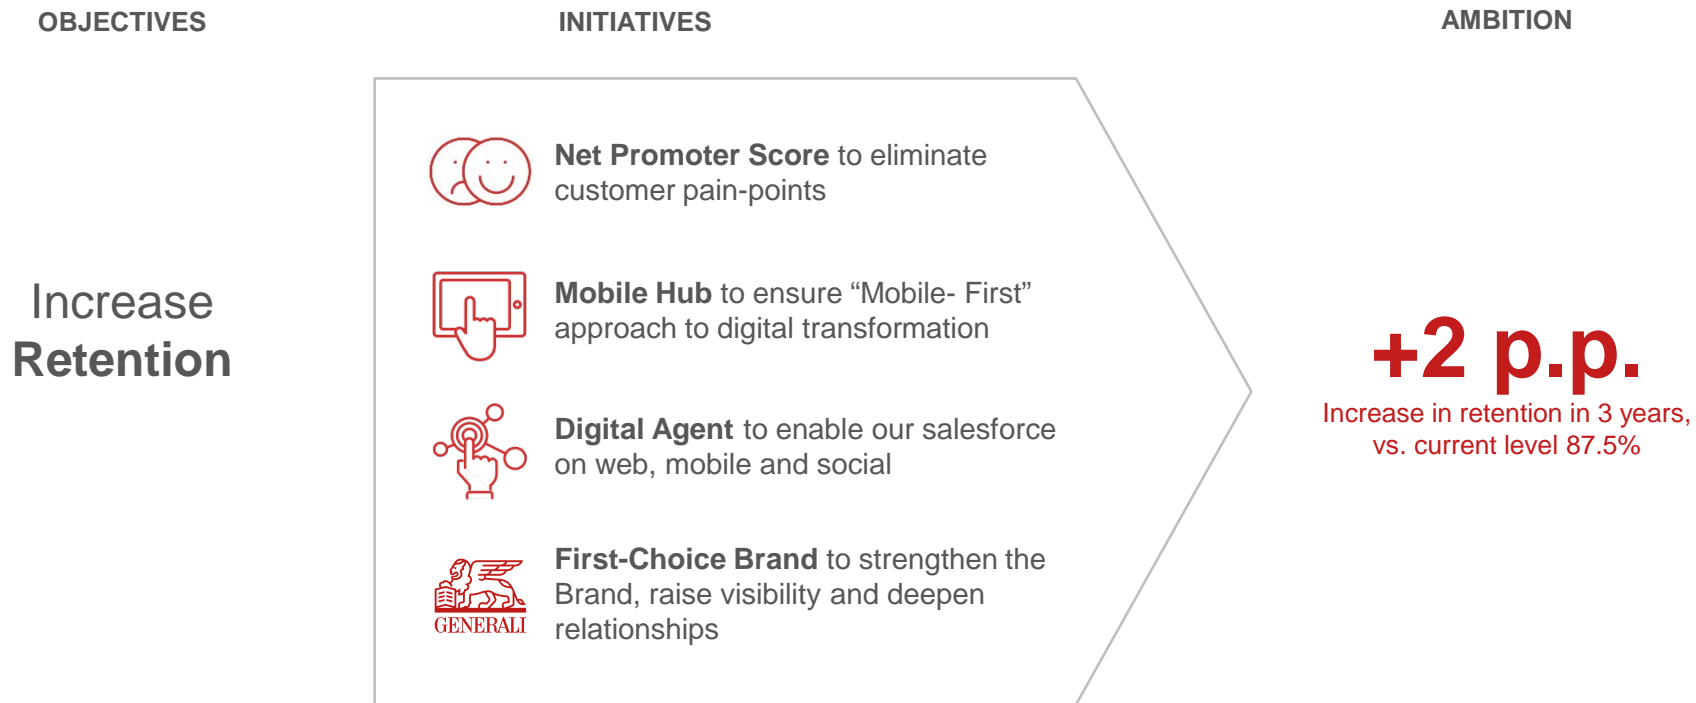 OBJECTIVES
INITIATIVES
AMBITION
Increase
Retention
Net Promoter Score to eliminate
customer pain-points
Mobile Hub to ensure “Mobile- First”
approach to digital transformation
Digital Agent to enable our salesforce
on web, mobile and social
GENERALI
First-Choice Brand to strengthen the
Brand, raise visibility and deepen
relationships
+2 p.p.
Increase in retention in 3 years,
vs. current level 87.5%